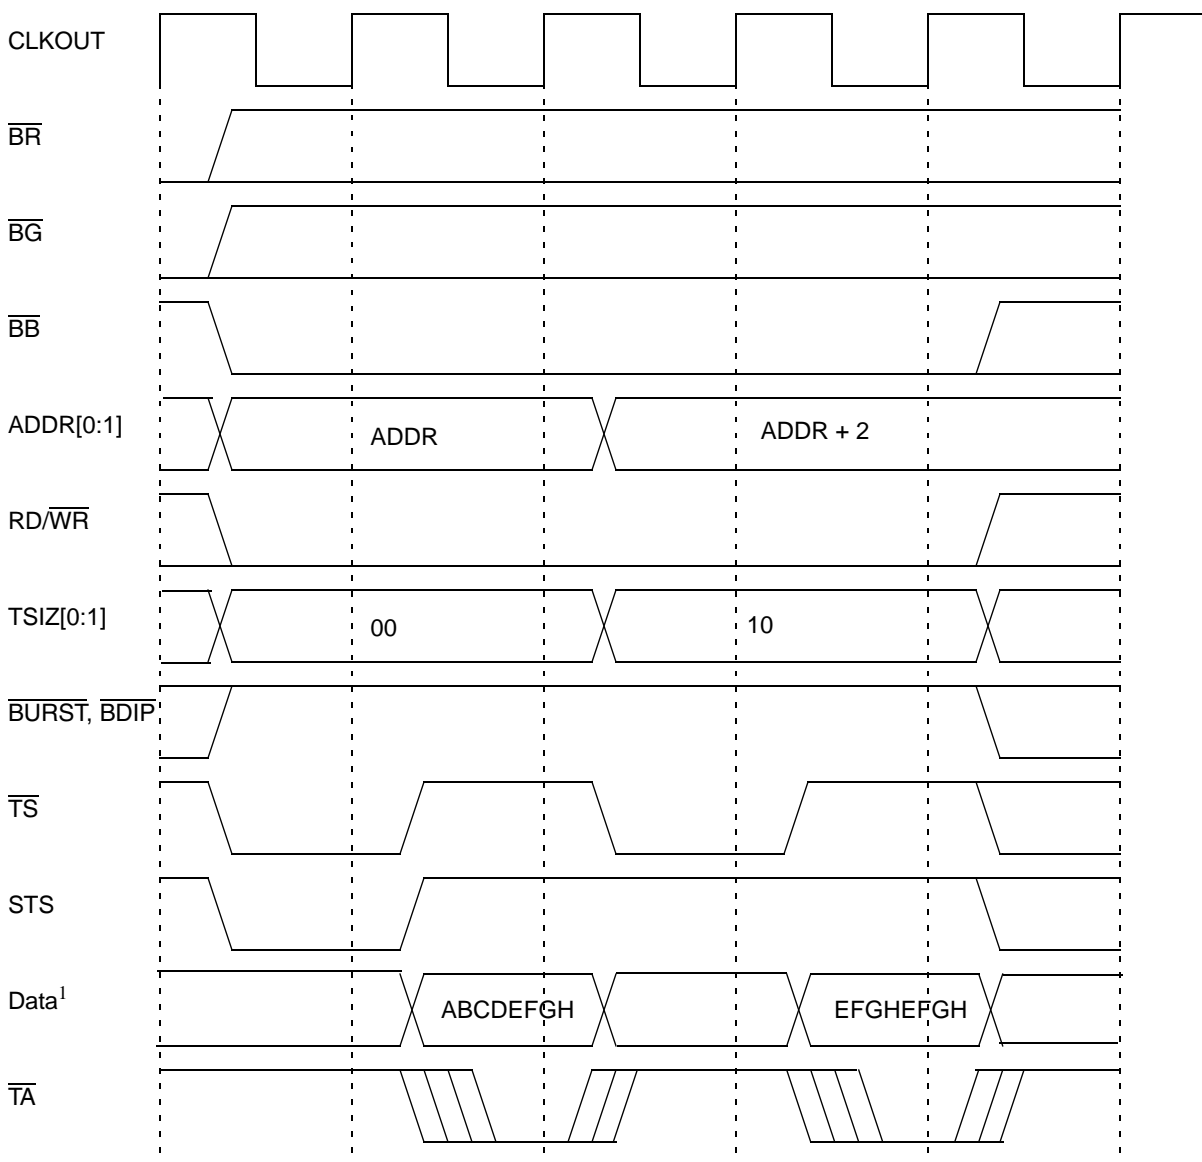 CLKOUT
BR
BG
BB
ADDR[0:1] ADDR ADDR + 2
RD/WR
TSIZ[0:1] 00 10
BURST, BDIP
TS
STS
Data1 ABCDEFGH EFGHEFGH
TA